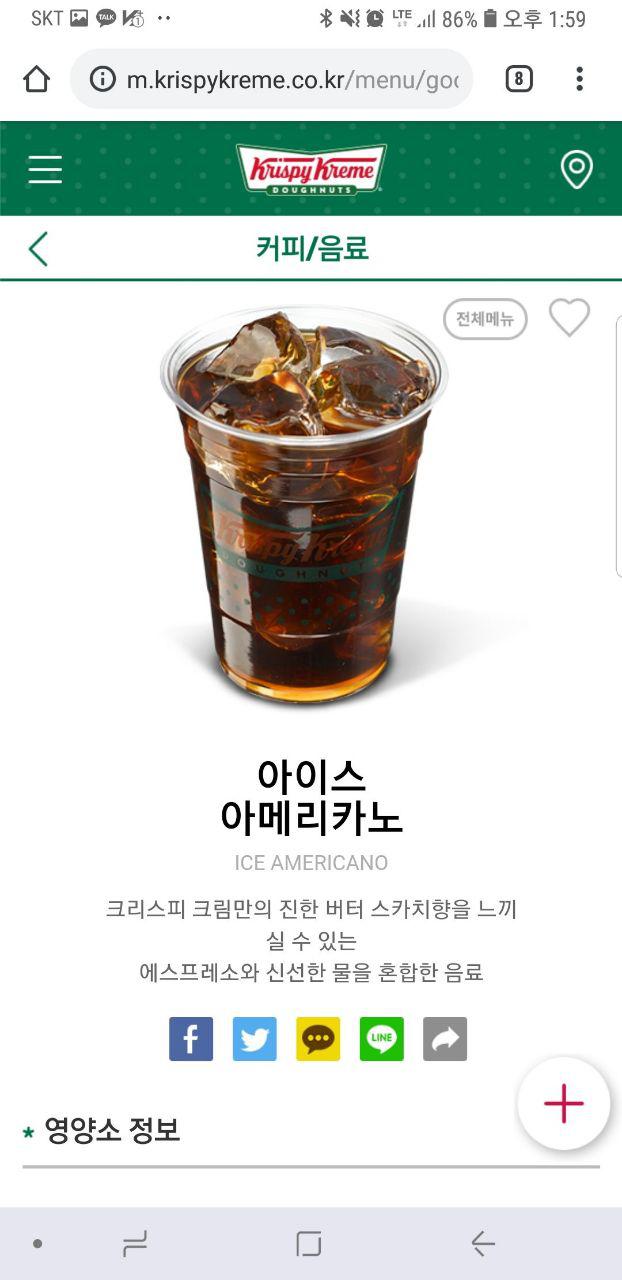 SKT TALK 1 LTE 86% 오후 1:59
m.krispykreme.co.kr/menu/goo 8
Krispy Kreme
DOUGHNUTS
커피/음료
전체메뉴
Krispy Kreme
DOUGHNUTS
아이스
아메리카노
ICE AMERICANO
크리스피 크림만의 진한 버터 스카치향을 느끼
실 수 있는
에스프레소와 신선한 물을 혼합한 음료
f LINE
* 영양소 정보